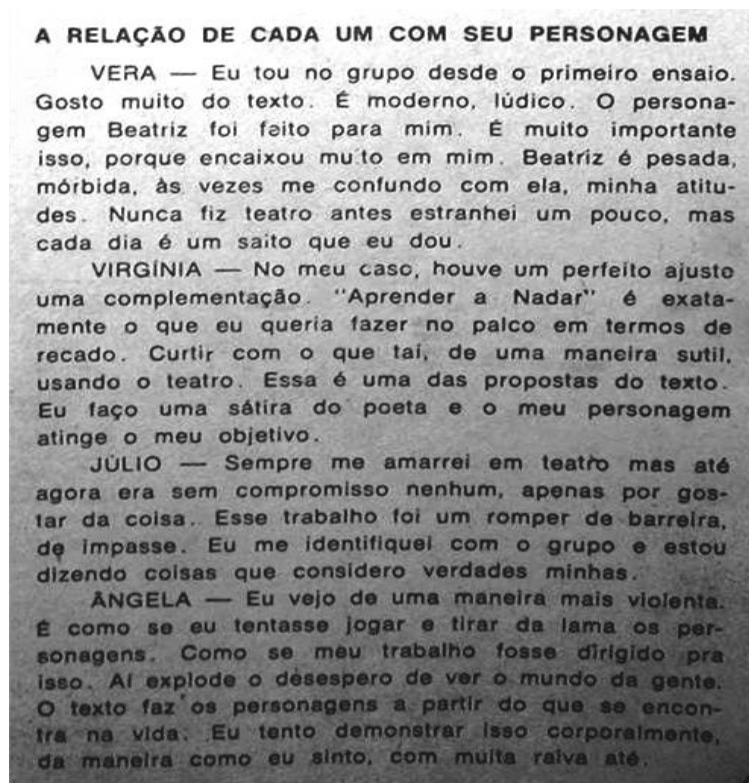 A RELAÇÃO DE CADA UM COM SEU PERSONAGEM
VERA — Eu tou no grupo desde o primeiro ensaio.
Gosto muito do texto. É moderno, lúdico. O persona-
gem Beatriz foi feito para mim. É muito importante
isso, porque encaixou muito em mim. Beatriz é pesada,
mórbida, às vezes me confundo com ela, minha atitu-
des. Nunca fiz teatro antes estranhei um pouco, mas
cada dia é um salto que eu dou.
VIRGÍNIA — No meu caso, houve um perfeito ajusto
uma complementação. "Aprender a Nadar" é exata-
mente o que eu queria fazer no palco em termos de
recado. Curtir com o que taí, de uma maneira sutil,
usando o teatro. Essa é uma das propostas do texto.
Eu faço uma sátira do poeta e o meu personagem
atinge o meu objetivo.
JÚLIO — Sempre me amarrei em teatro mas até
agora era sem compromisso nenhum, apenas por gos-
tar da coisa. Esse trabalho foi um romper de barreira,
de impasse. Eu me identifiquei com o grupo e estou
dizendo coisas que considero verdades minhas.
ÂNGELA — Eu vejo de uma maneira mais violenta.
É como se eu tentasse jogar e tirar da lama os per-
sonagens. Como se meu trabalho fosse dirigido pra
isso. Aí explode o desespero de ver o mundo da gente.
O texto faz os personagens a partir do que se encon-
tra na vida. Eu tento demonstrar isso corporalmente,
da maneira como eu sinto, com muita raiva até.